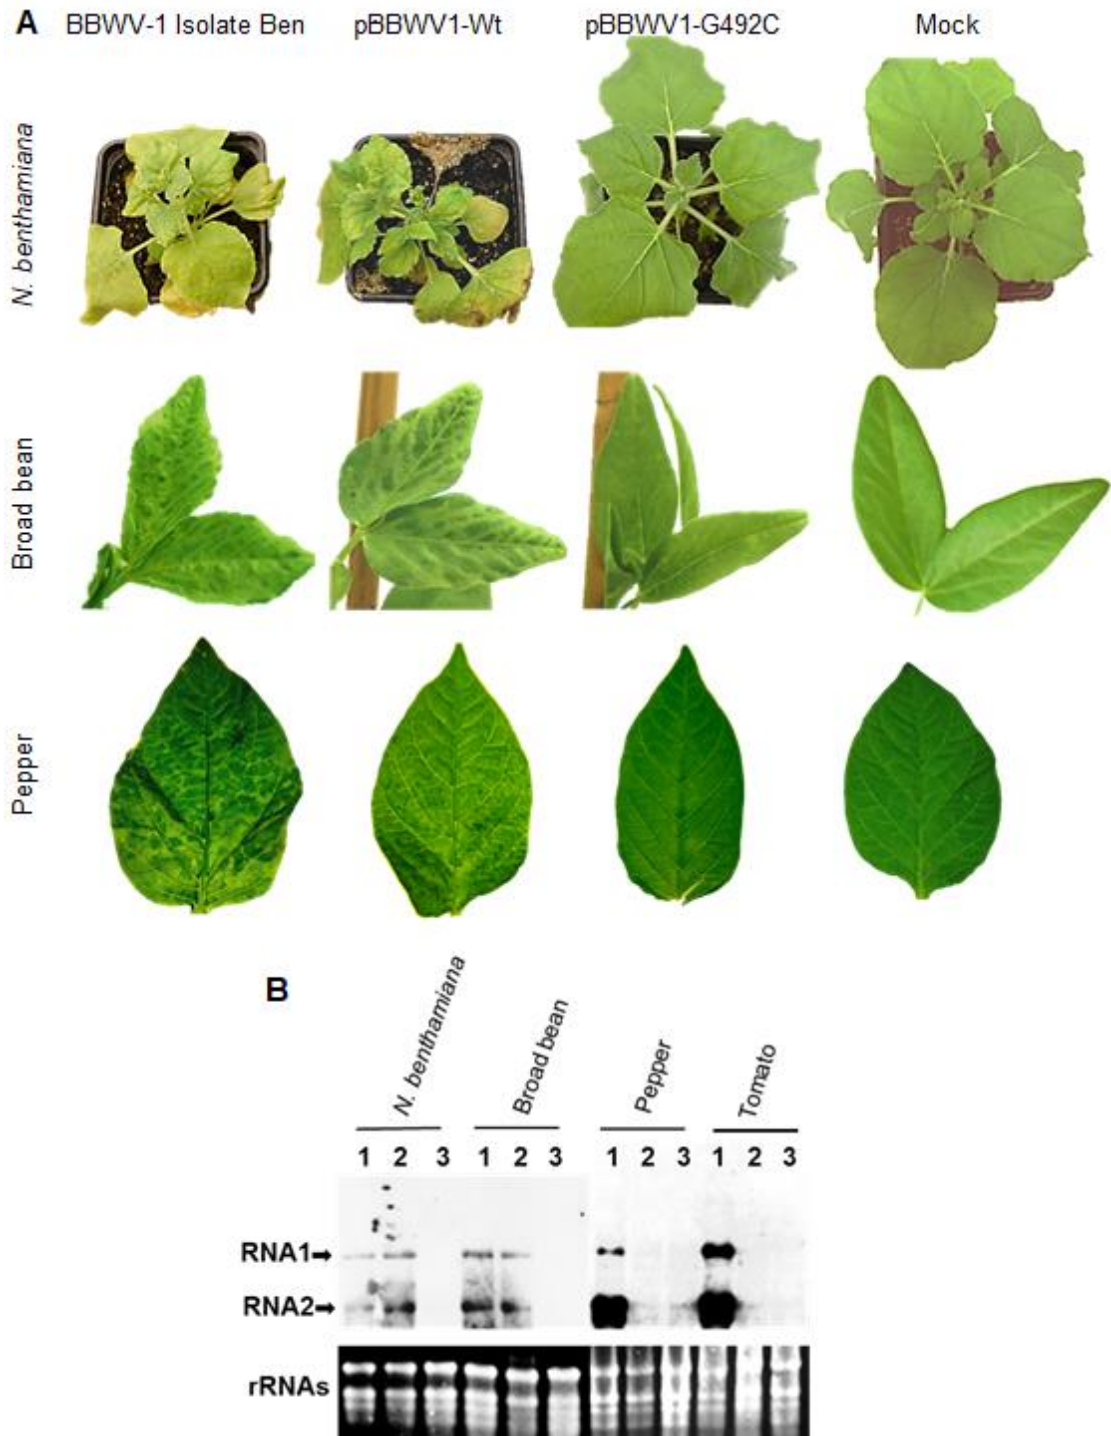 A
BBWV-1 Isolate Ben pBBWV1-Wt pBBWV1-G492C Mock
N. benthamiana
Broad bean
Pepper
B
N. benthamiana Broad bean Pepper Tomato
1 2 3 1 2 3 1 2 3 1 2 3
RNA1
RNA2
rRNAs